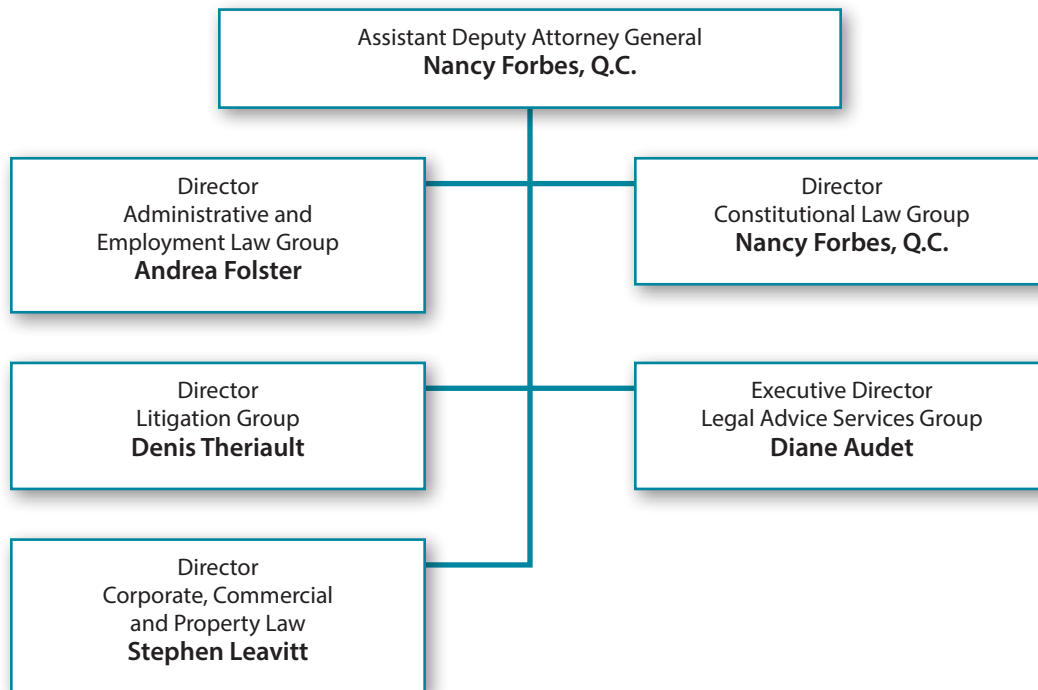 Assistant Deputy Attorney General
Nancy Forbes, Q.C.
Director
Administrative and
Employment Law Group
Andrea Folster
Director
Constitutional Law Group
Nancy Forbes, Q.C.
Director
Litigation Group
Denis Theriault
Executive Director
Legal Advice Services Group
Diane Audet
Director
Corporate, Commercial
and Property Law
Stephen Leavitt